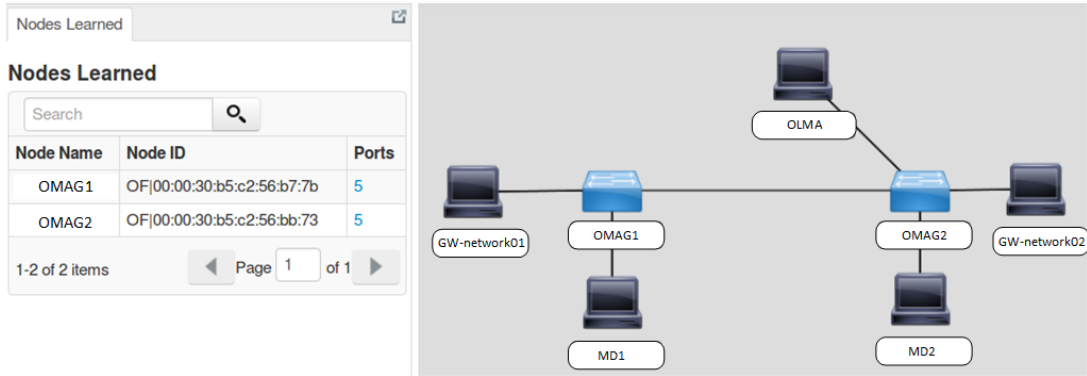 Nodes Learned
Nodes Learned
Search
Node Name Node ID Ports
OMAG1 OF|00:00:30:b5:c2:56:b7:7b 5
OMAG2 OF|00:00:30:b5:c2:56:bb:73 5
1-2 of 2 items Page 1 of 1
OLMA
GW-network01
OMAG1
OMAG2
GW-network02
MD1
MD2